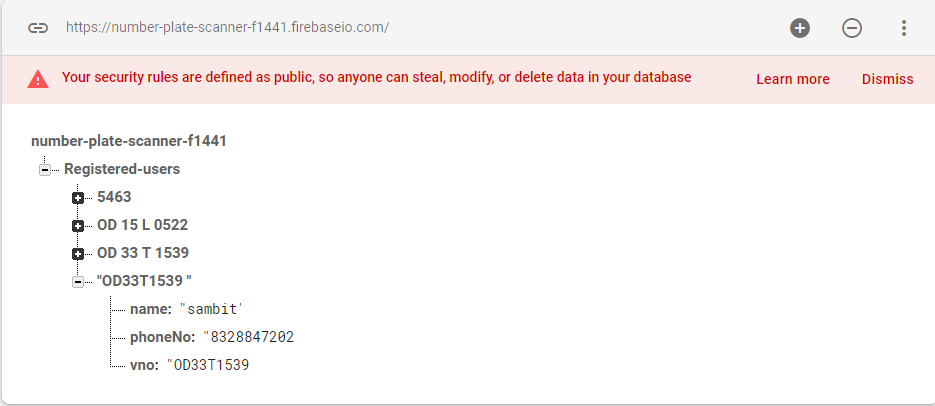 https://number-plate-scanner-f1441.firebaseio.com/
Your security rules are defined as public, so anyone can steal, modify, or delete data in your database Learn more Dismiss
number-plate-scanner-f1441
Registered-users
5463
OD 15 L 0522
OD 33 T 1539
"OD33T1539 "
name: "sambit'
phoneNo: "8328847202
vno: "OD33T1539